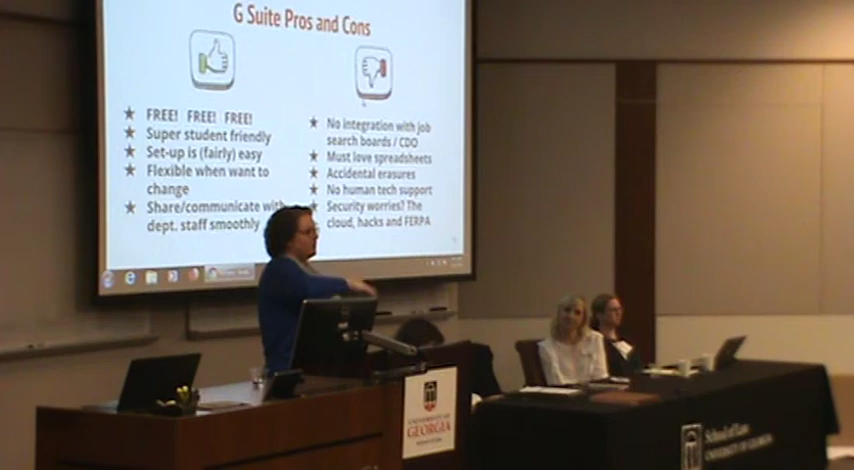 G Suite Pros and Cons
★ FREE! FREE! FREE!
★ Super student friendly
★ Set-up is (fairly) easy
★ Flexible when want to
change
★ Share/communicate with
dept. staff smoothly
★ No integration with job
search boards / CDO
★ Must love spreadsheets
★ Accidental erasures
★ No human tech support
★ Security worries? The
cloud, hacks and FERPA
UNIVERSITY OF
GEORGIA
School of Law
School of Law
UNIVERSITY OF GEORGIA